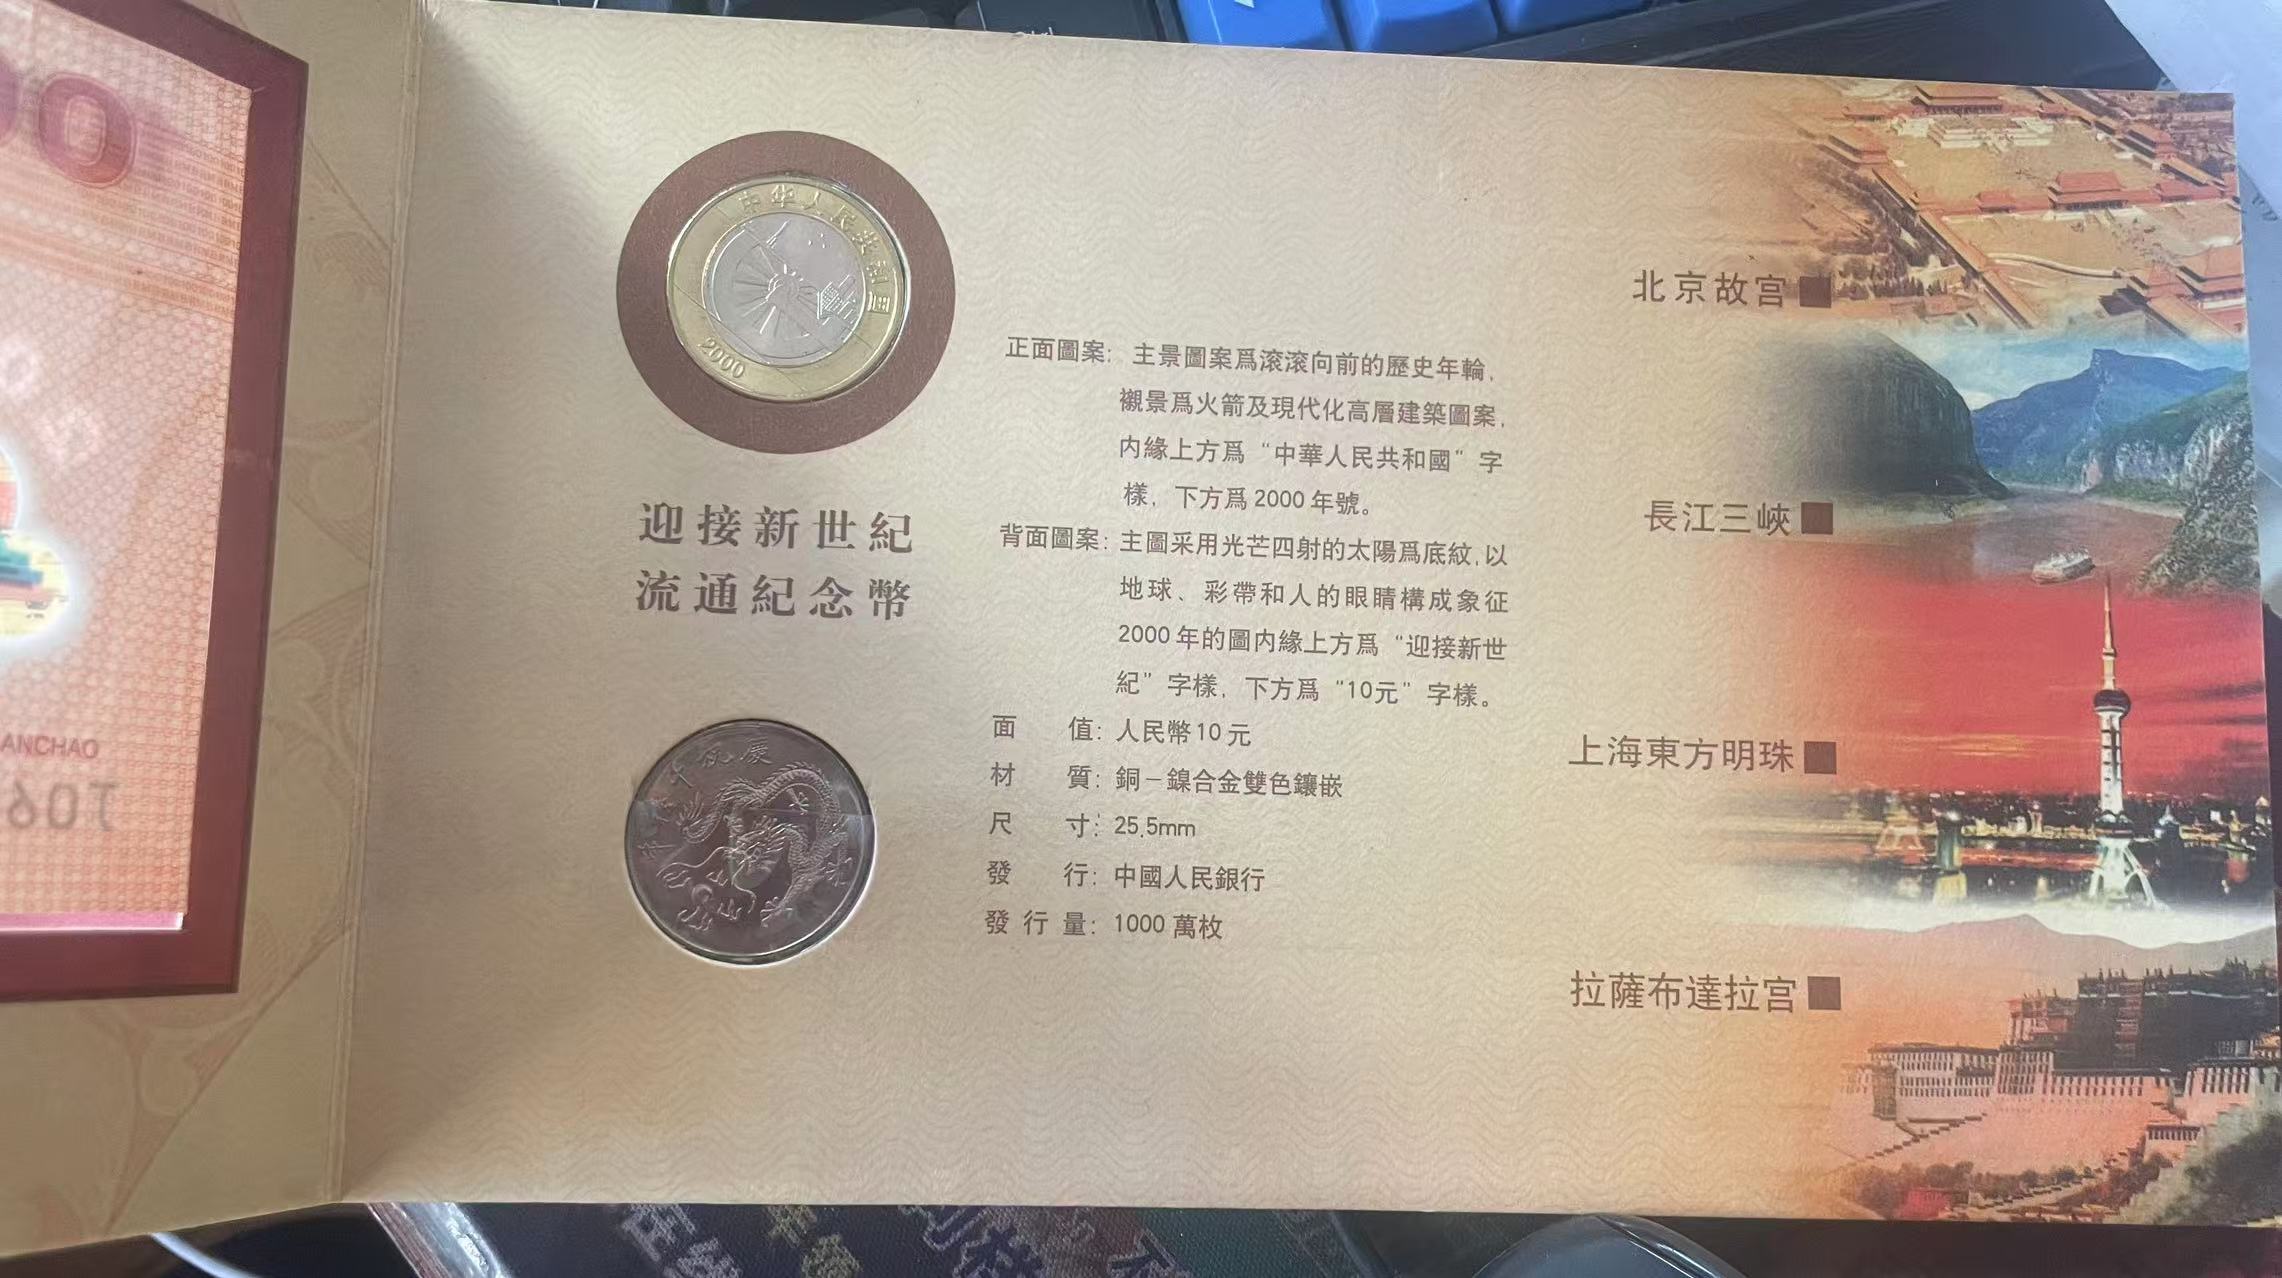 ANCHAO
J06
中华人民共和国
2000
迎接新世紀
流通紀念幣
正面圖案：主景圖案爲滾滾向前的歷史年輪，
襯景爲火箭及現代化高層建築圖案，
内緣上方爲“中華人民共和國”字
樣，下方爲2000年號。
背面圖案：主圖采用光芒四射的太陽爲底紋，以
地球、彩帶和人的眼睛構成象征
2000年的圖内緣上方爲“迎接新世
紀”字樣，下方爲“10元”字樣。
面 值：人民幣10元
材 質：銅－鎳合金雙色鑲嵌
尺 寸：25.5mm
發 行：中國人民銀行
發行量：1000萬枚
北京故宫
長江三峽
上海東方明珠
拉薩布達拉宫